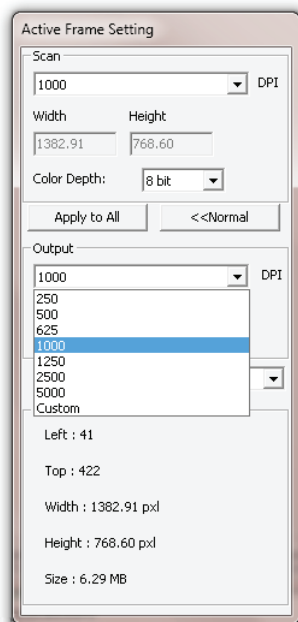 Active Frame Setting
Scan
1000 DPI
Width Height
1382.91 768.60
Color Depth: 8 bit
Apply to All <<Normal
Output
1000 DPI
250
500
625
1000
1250
2500
5000
Custom
Left : 41
Top : 422
Width : 1382.91 pxl
Height : 768.60 pxl
Size : 6.29 MB